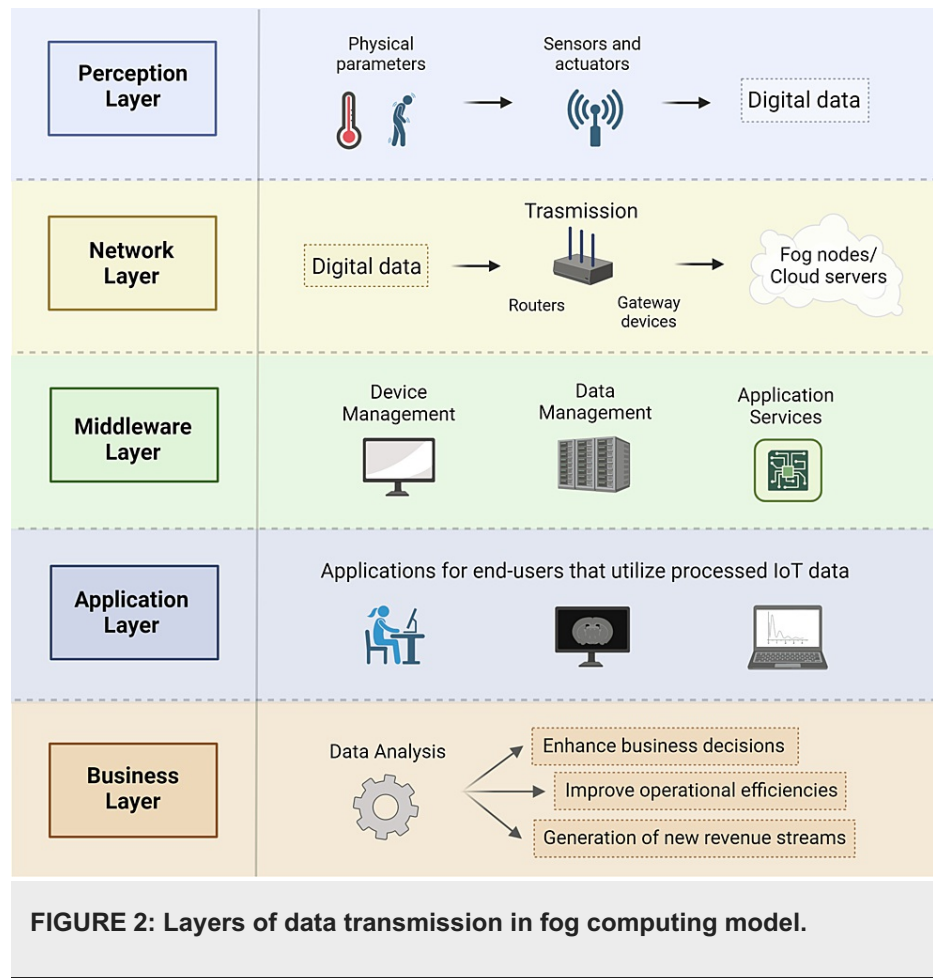 Perception
Layer
Physical
parameters
Sensors and
actuators
Digital data
Network
Layer
Digital data
Trasmission
Routers
Gateway
devices
Fog nodes/
Cloud servers
Middleware
Layer
Device
Management
Data
Management
Application
Services
Application
Layer
Applications for end-users that utilize processed IoT data
Business
Layer
Data Analysis
Enhance business decisions
Improve operational efficiencies
Generation of new revenue streams
FIGURE 2: Layers of data transmission in fog computing model.